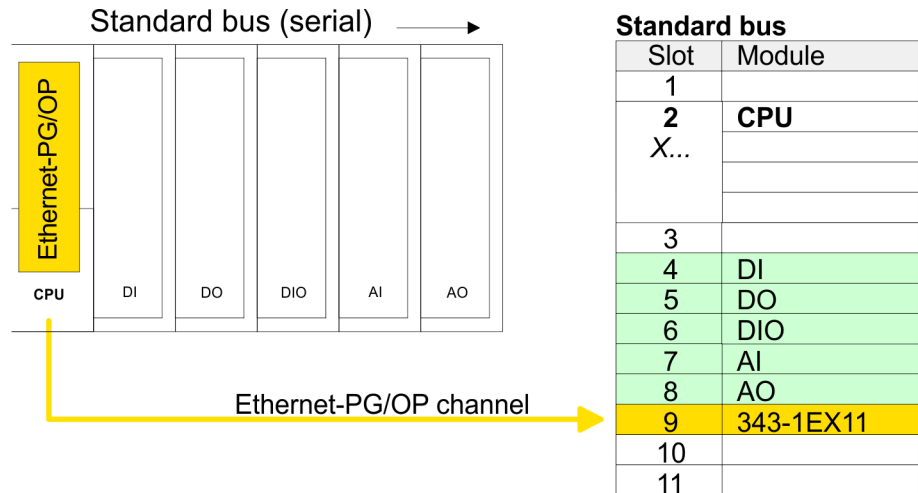 Standard bus (serial)
Ethernet-PG/OP
CPU
DI
DO
DIO
AI
AO
Ethernet-PG/OP channel
Standard bus
Slot Module
1
2 CPU
X...
3
4 DI
5 DO
6 DIO
7 AI
8 AO
9 343-1EX11
10
11